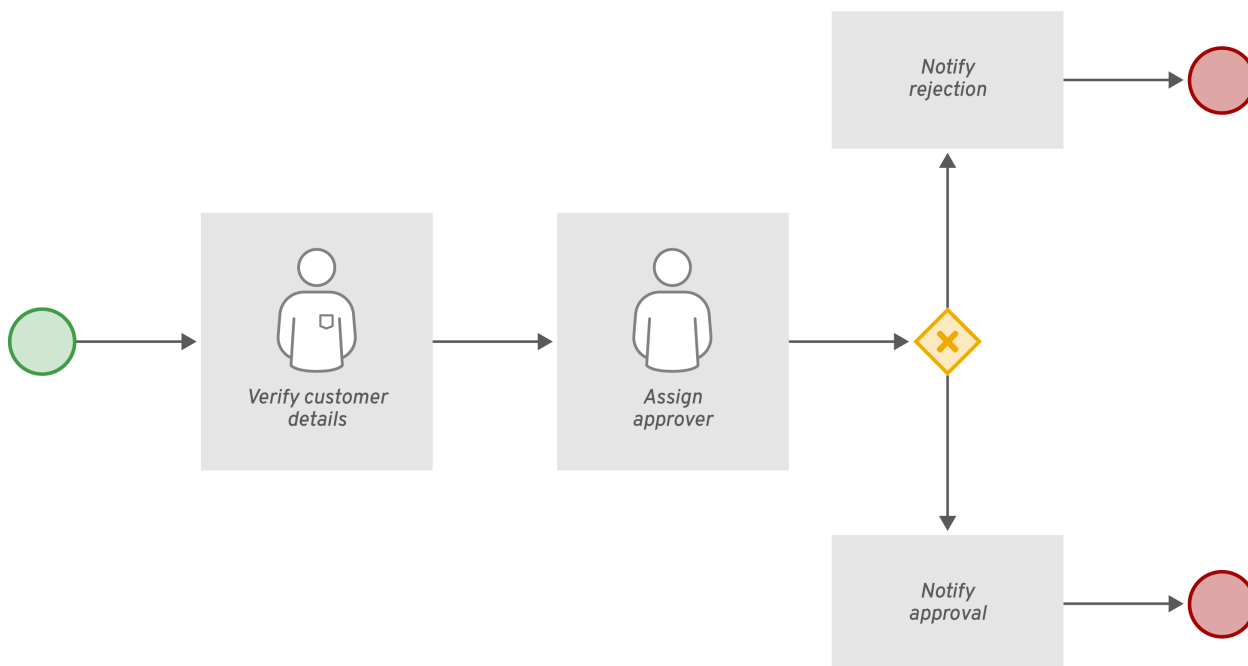 Notify
rejection
Verify customer
details
Assign
approver
Notify
approval